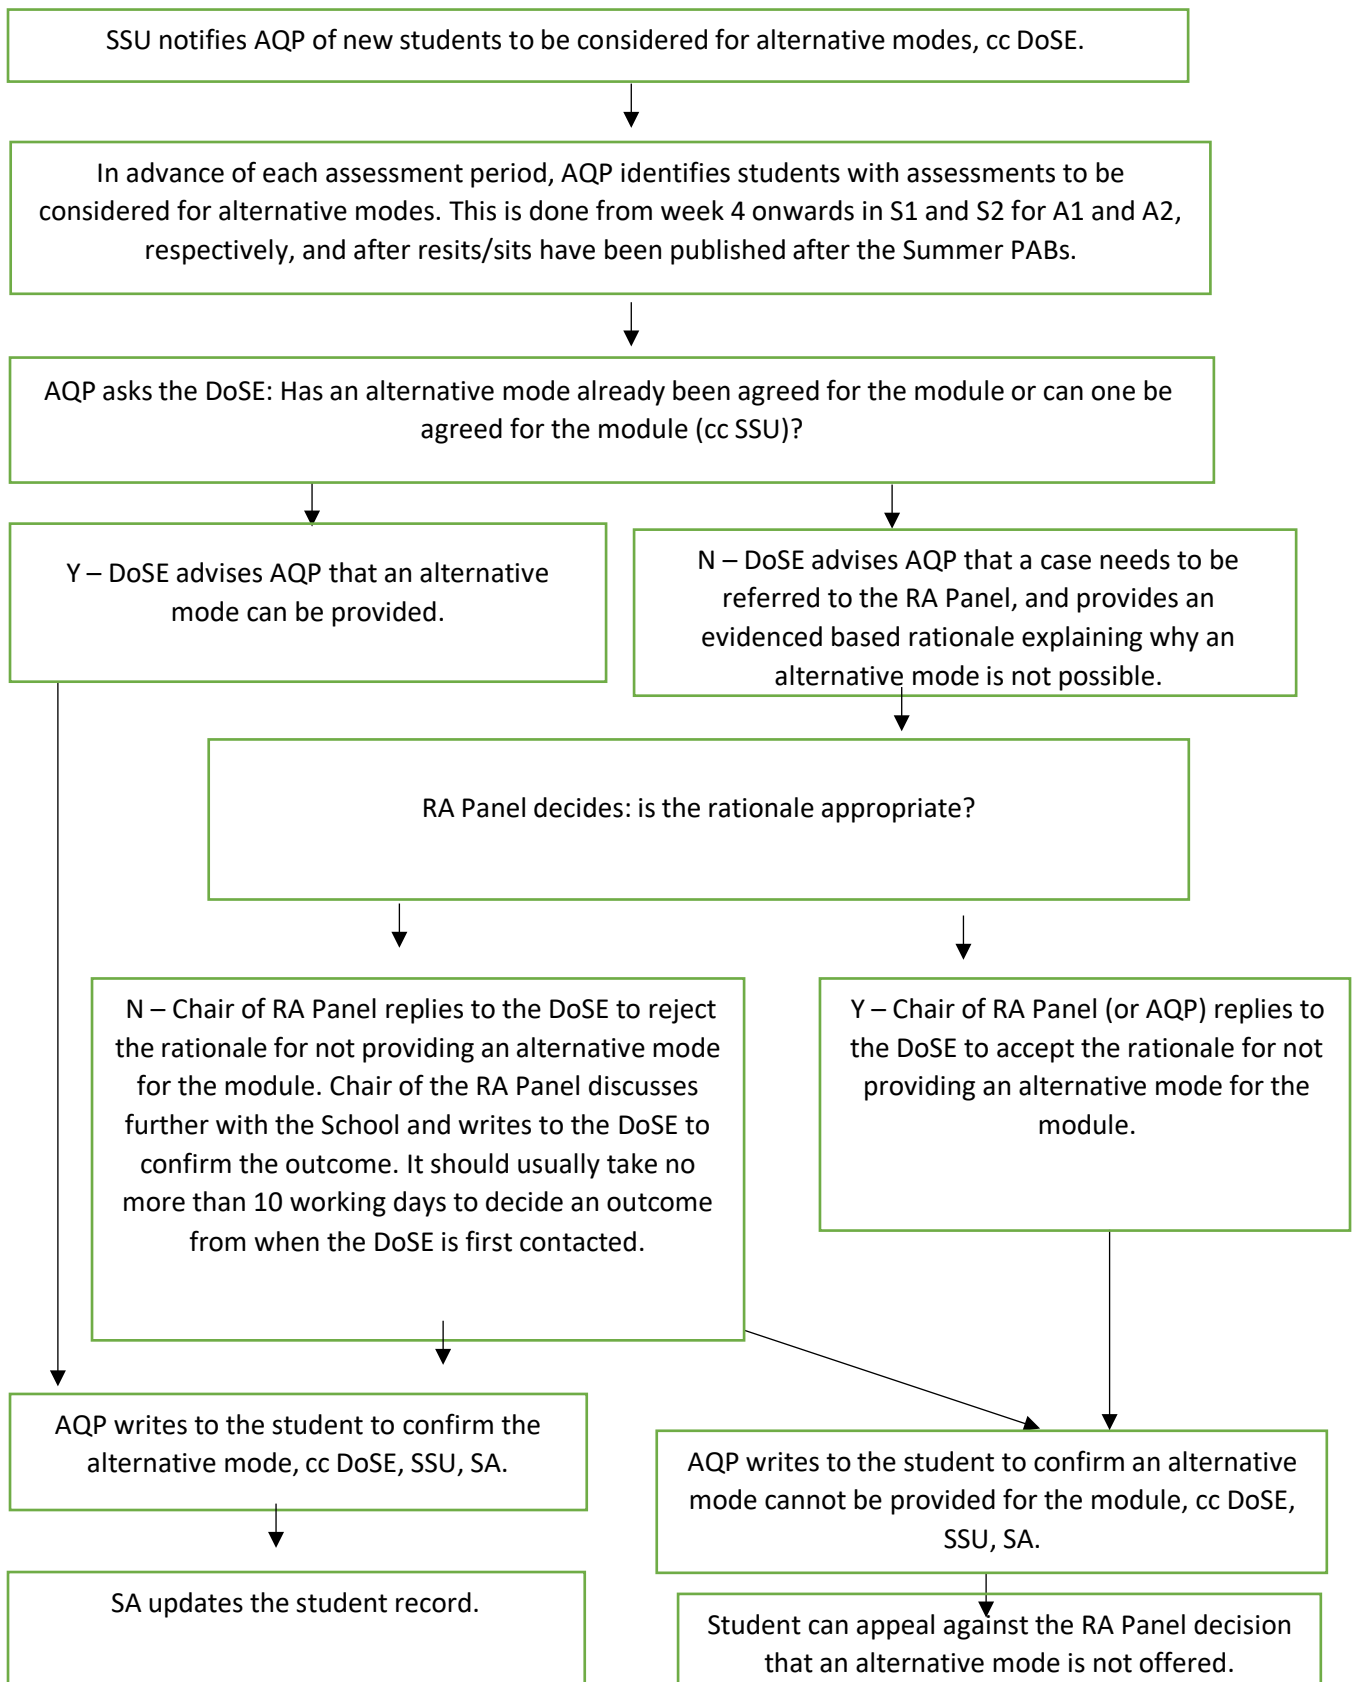 SSU notifies AQP of new students to be considered for alternative modes, cc DoSE.
In advance of each assessment period, AQP identifies students with assessments to be
considered for alternative modes. This is done from week 4 onwards in S1 and S2 for A1 and A2,
respectively, and after resits/sits have been published after the Summer PABs.
AQP asks the DoSE: Has an alternative mode already been agreed for the module or can one be
agreed for the module (cc SSU)?
Y – DoSE advises AQP that an alternative
mode can be provided.
N – DoSE advises AQP that a case needs to be
referred to the RA Panel, and provides an
evidenced based rationale explaining why an
alternative mode is not possible.
RA Panel decides: is the rationale appropriate?
N – Chair of RA Panel replies to the DoSE to reject
the rationale for not providing an alternative mode
for the module. Chair of the RA Panel discusses
further with the School and writes to the DoSE to
confirm the outcome. It should usually take no
more than 10 working days to decide an outcome
from when the DoSE is first contacted.
Y – Chair of RA Panel (or AQP) replies to
the DoSE to accept the rationale for not
providing an alternative mode for the
module.
AQP writes to the student to confirm the
alternative mode, cc DoSE, SSU, SA.
AQP writes to the student to confirm an alternative
mode cannot be provided for the module, cc DoSE,
SSU, SA.
SA updates the student record.
Student can appeal against the RA Panel decision
that an alternative mode is not offered.